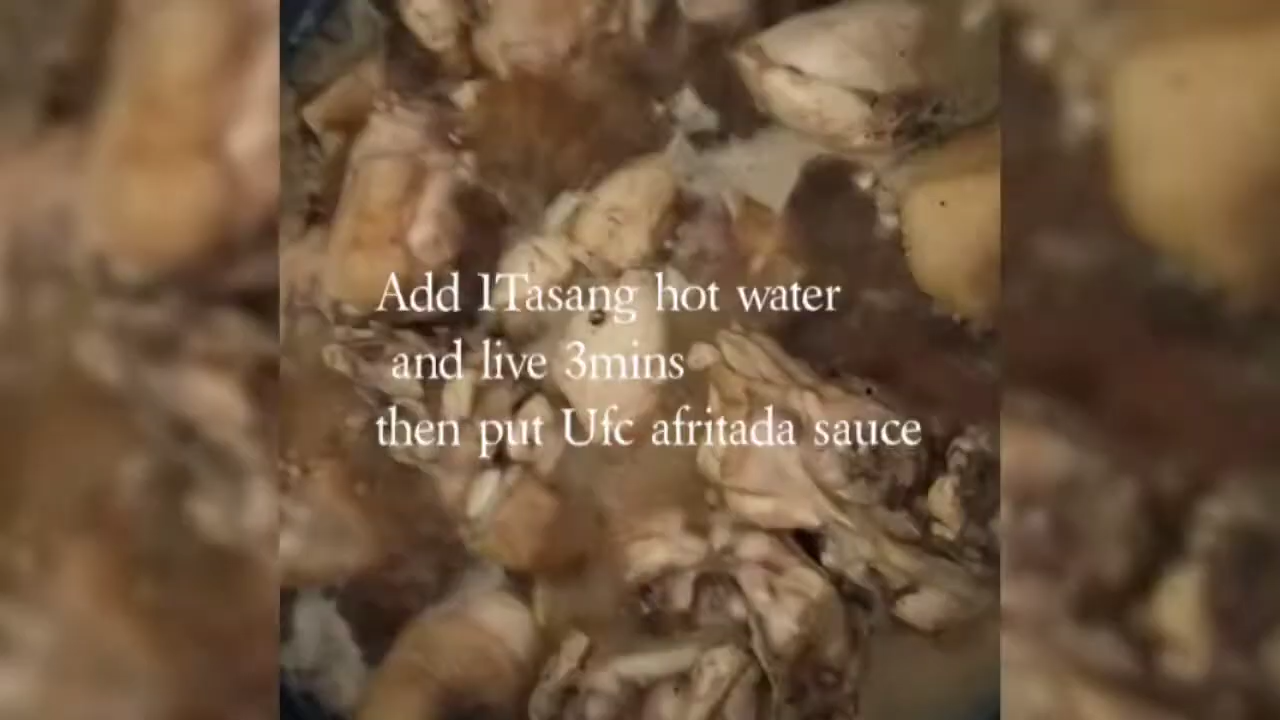 Add 1Tasang hot water
and live 3mins
then put Ufc afritada sauce